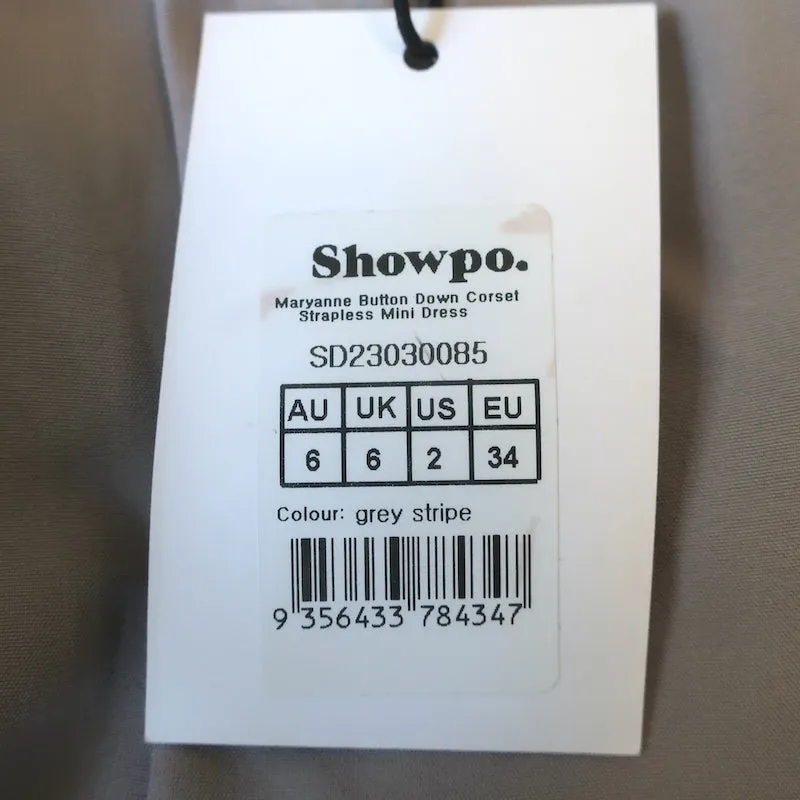 Showpo.
Maryanne Button Down Corset
Strapless Mini Dress
SD23030085
AU UK US EU
6 6 2 34
Colour: grey stripe
9 356433 784347